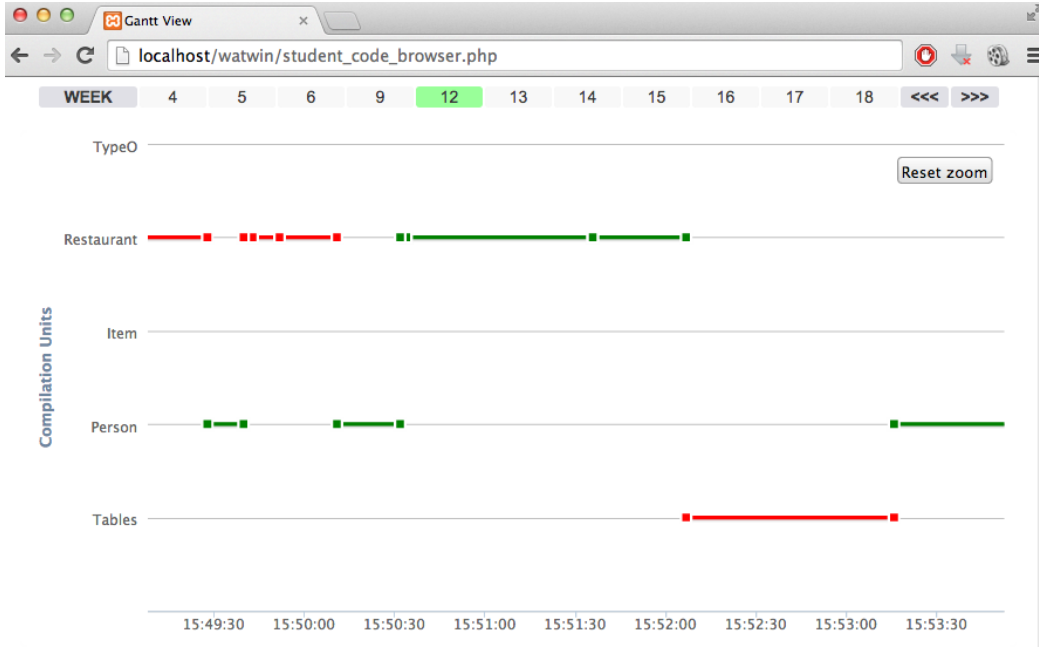 Gantt View
localhost/watwin/student_code_browser.php
WEEK 4 5 6 9 12 13 14 15 16 17 18 <<< >>>
TypeO
Reset zoom
Restaurant
Item
Compilation Units
Person
Tables
15:49:30 15:50:00 15:50:30 15:51:00 15:51:30 15:52:00 15:52:30 15:53:00 15:53:30